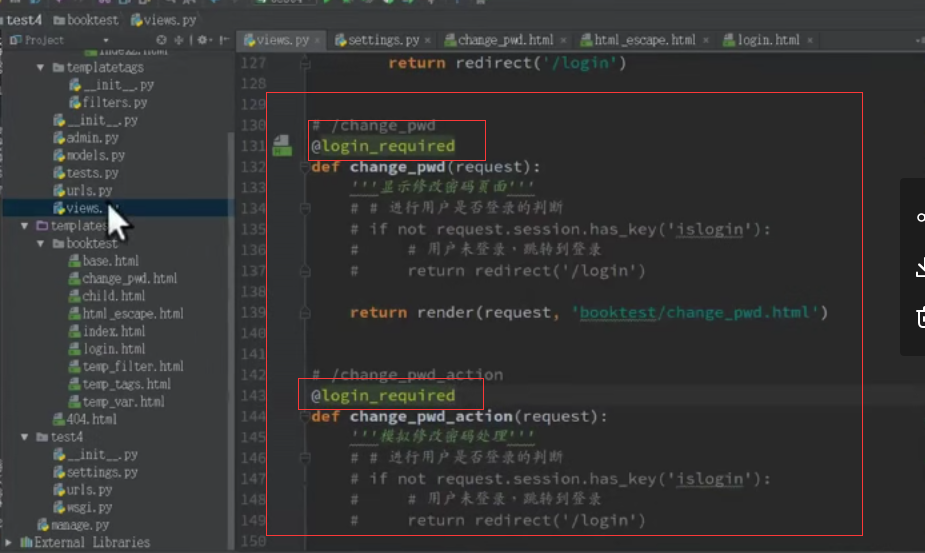 test4 booktest views.py
Project
views.py × settings.py × change_pwd.html × html_escape.html × login.html ×
templatetags
__init__.py
filters.py
__init__.py
admin.py
models.py
tests.py
urls.py
views.
templates
booktest
base.html
change_pwd.html
child.html
html_escape.html
index.html
login.html
temp_filter.html
temp_tags.html
temp_var.html
404.html
test4
__init__.py
settings.py
urls.py
wsgi.py
manage.py
External Libraries
127 return redirect('/login')
128
129
130 # /change_pwd
131 @login_required
132 def change_pwd(request):
133 '''显示修改密码页面'''
134 # # 进行用户是否登录的判断
135 # if not request.session.has_key('islogin'):
136 # # 用户未登录，跳转到登录
137 # return redirect('/login')
138
139 return render(request, 'booktest/change_pwd.html')
140
141
142 # /change_pwd_action
143 @login_required
144 def change_pwd_action(request):
145 '''模拟修改密码处理'''
146 # # 进行用户是否登录的判断
147 # if not request.session.has_key('islogin'):
148 # # 用户未登录，跳转到登录
149 # return redirect('/login')
150